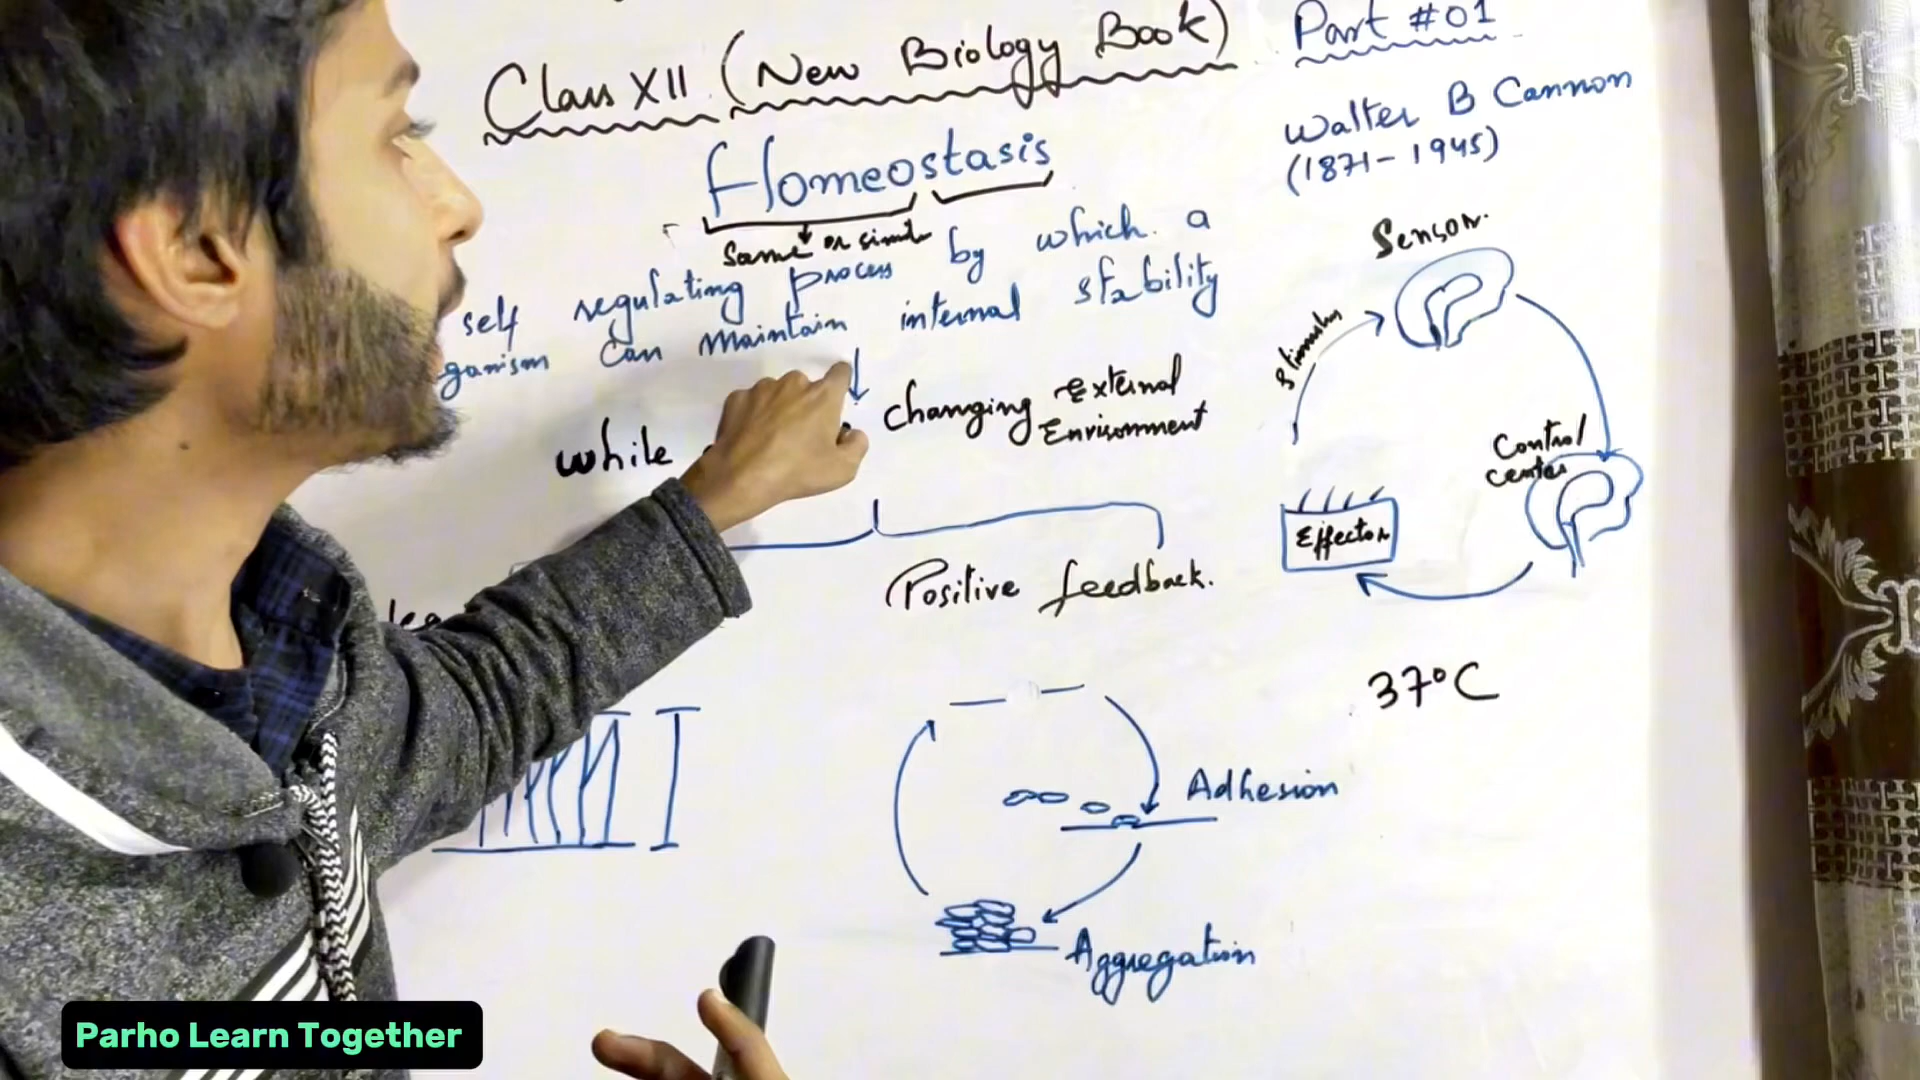 Class XII (New Biology Book)
Part #01
Homeostasis
Same or similar
Walter B Cannon
(1871-1945)
self regulating process by which a
ganism can maintain internal stability
while
changing External
Environment
Positive feedback.
Sensor.
Stimulus
Control
center
Effector
37°C
Adhesion
Aggregation
Parho Learn Together